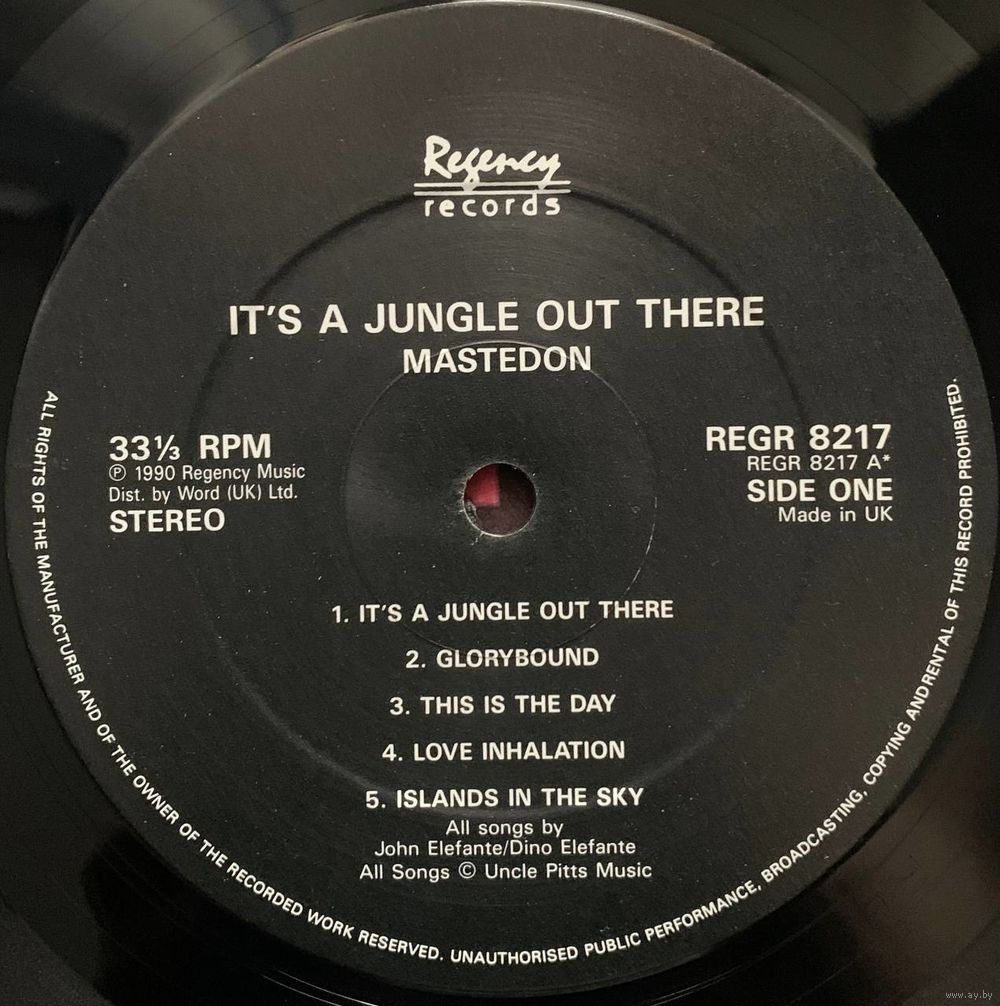 Regency
records
IT'S A JUNGLE OUT THERE
MASTEDON
33⅓ RPM
℗ 1990 Regency Music
Dist. by Word (UK) Ltd.
STEREO
REGR 8217
REGR 8217 A*
SIDE ONE
Made in UK
1. IT'S A JUNGLE OUT THERE
2. GLORYBOUND
3. THIS IS THE DAY
4. LOVE INHALATION
5. ISLANDS IN THE SKY
All songs by
John Elefante/Dino Elefante
All Songs © Uncle Pitts Music
ALL RIGHTS OF THE MANUFACTURER AND OF THE OWNER OF THE RECORDED WORK RESERVED. UNAUTHORISED PUBLIC PERFORMANCE, BROADCASTING, COPYING AND RENTAL OF THIS RECORD PROHIBITED.
www.ay.by